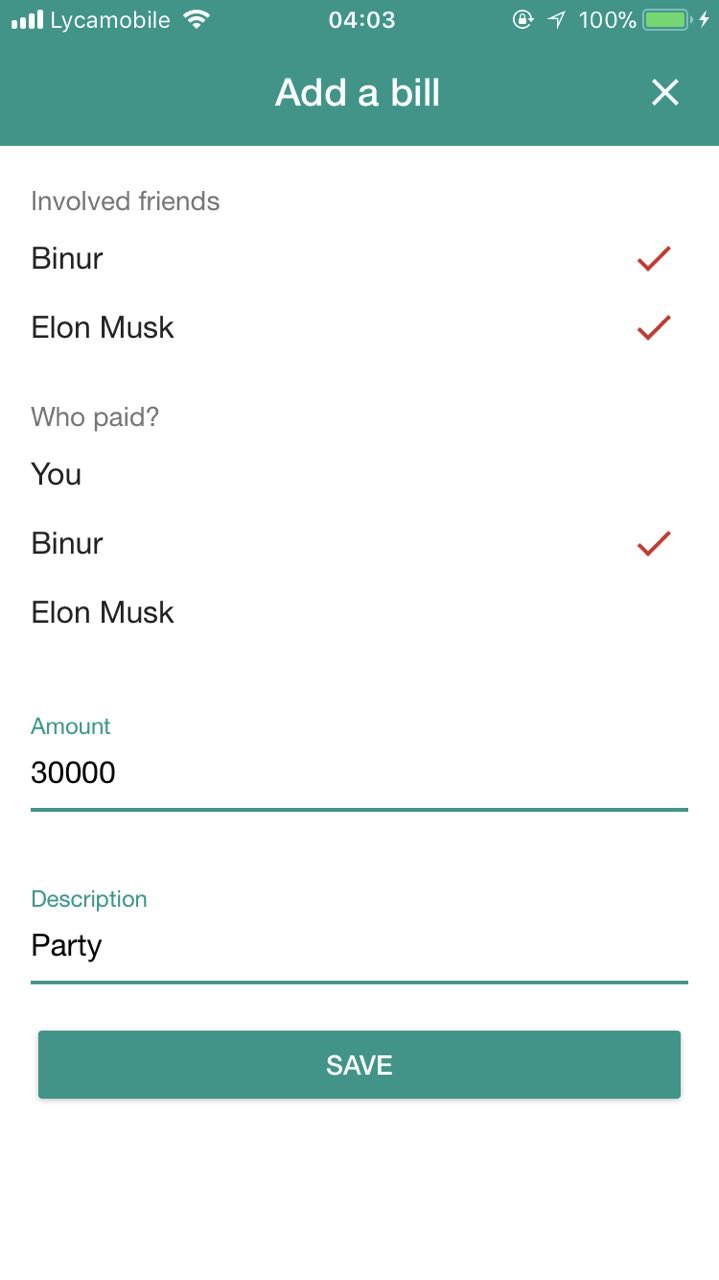 Lycamobile 04:03 100%
Add a bill
Involved friends
Binur
Elon Musk
Who paid?
You
Binur
Elon Musk
Amount
30000
Description
Party
SAVE